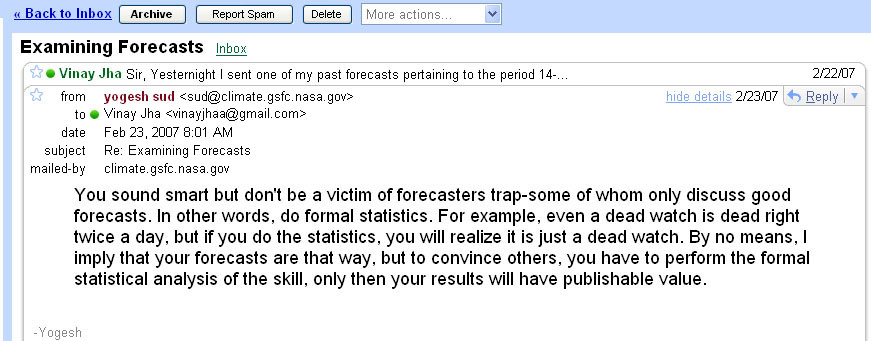 « Back to Inbox Archive Report Spam Delete More actions...
Examining Forecasts Inbox
Vinay Jha Sir, Yesternight I sent one of my past forecasts pertaining to the period 14-... 2/22/07
from yogesh sud <sud@climate.gsfc.nasa.gov> hide details 2/23/07 Reply
to Vinay Jha <vinayjhaa@gmail.com>
date Feb 23, 2007 8:01 AM
subject Re: Examining Forecasts
mailed-by climate.gsfc.nasa.gov
You sound smart but don't be a victim of forecasters trap-some of whom only discuss good
forecasts. In other words, do formal statistics. For example, even a dead watch is dead right
twice a day, but if you do the statistics, you will realize it is just a dead watch. By no means, I
imply that your forecasts are that way, but to convince others, you have to perform the formal
statistical analysis of the skill, only then your results will have publishable value.
-Yogesh